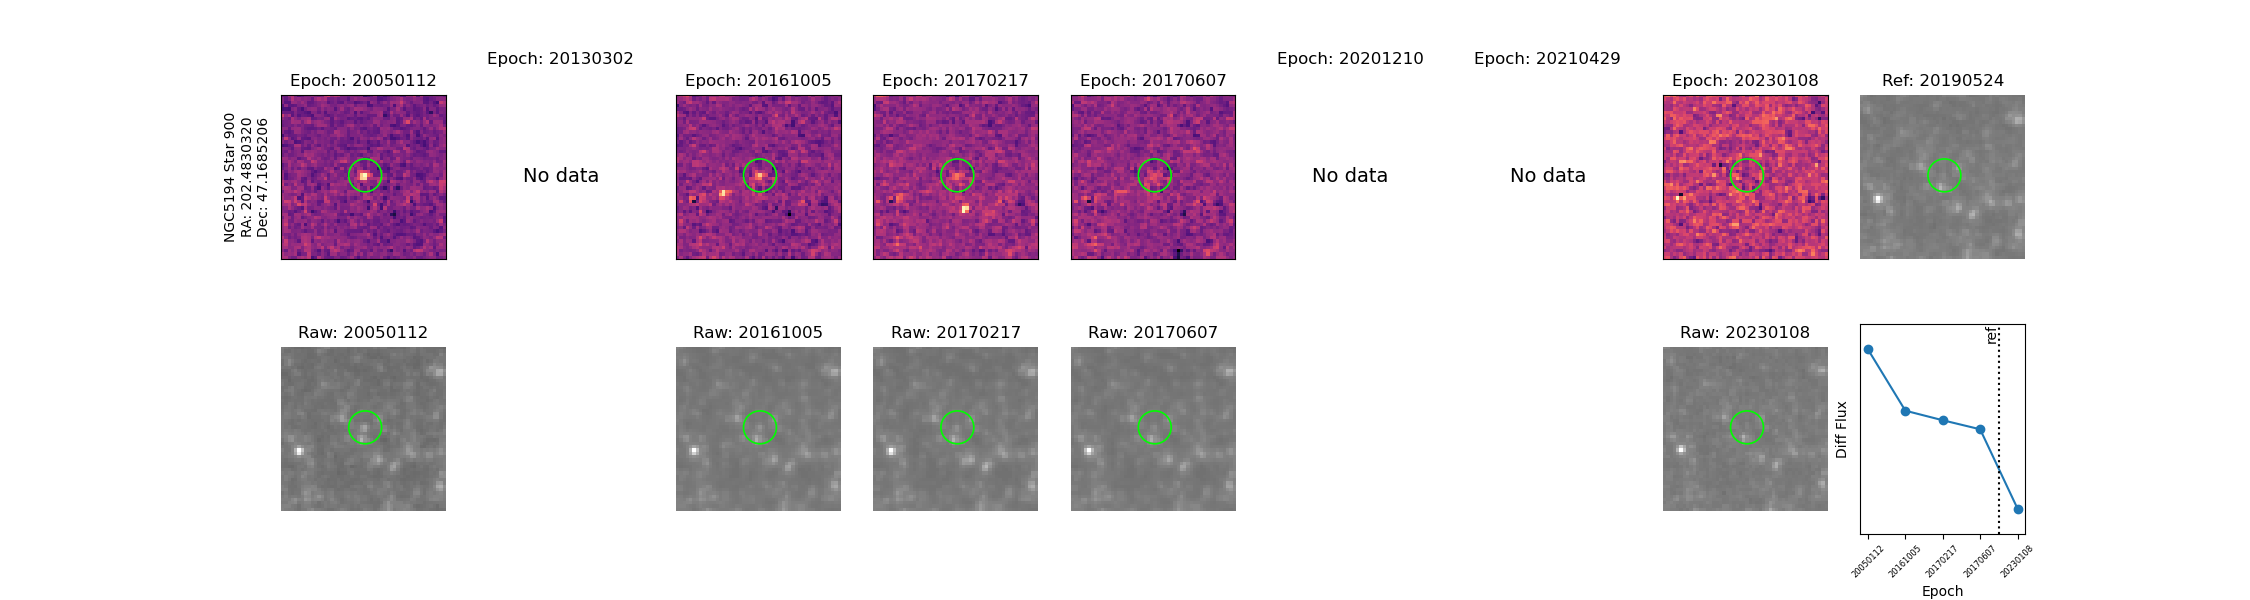 Epoch: 20130302
Epoch: 20201210
Epoch: 20210429
Epoch: 20050112
Epoch: 20161005
Epoch: 20170217
Epoch: 20170607
Epoch: 20230108
Ref: 20190524
NGC5194 Star 900
RA: 202.4830320
Dec: 47.1685206
No data
No data
No data
Raw: 20050112
Raw: 20161005
Raw: 20170217
Raw: 20170607
Raw: 20230108
ref
Diff Flux
20050112
20161005
20170217
20170607
20230108
Epoch